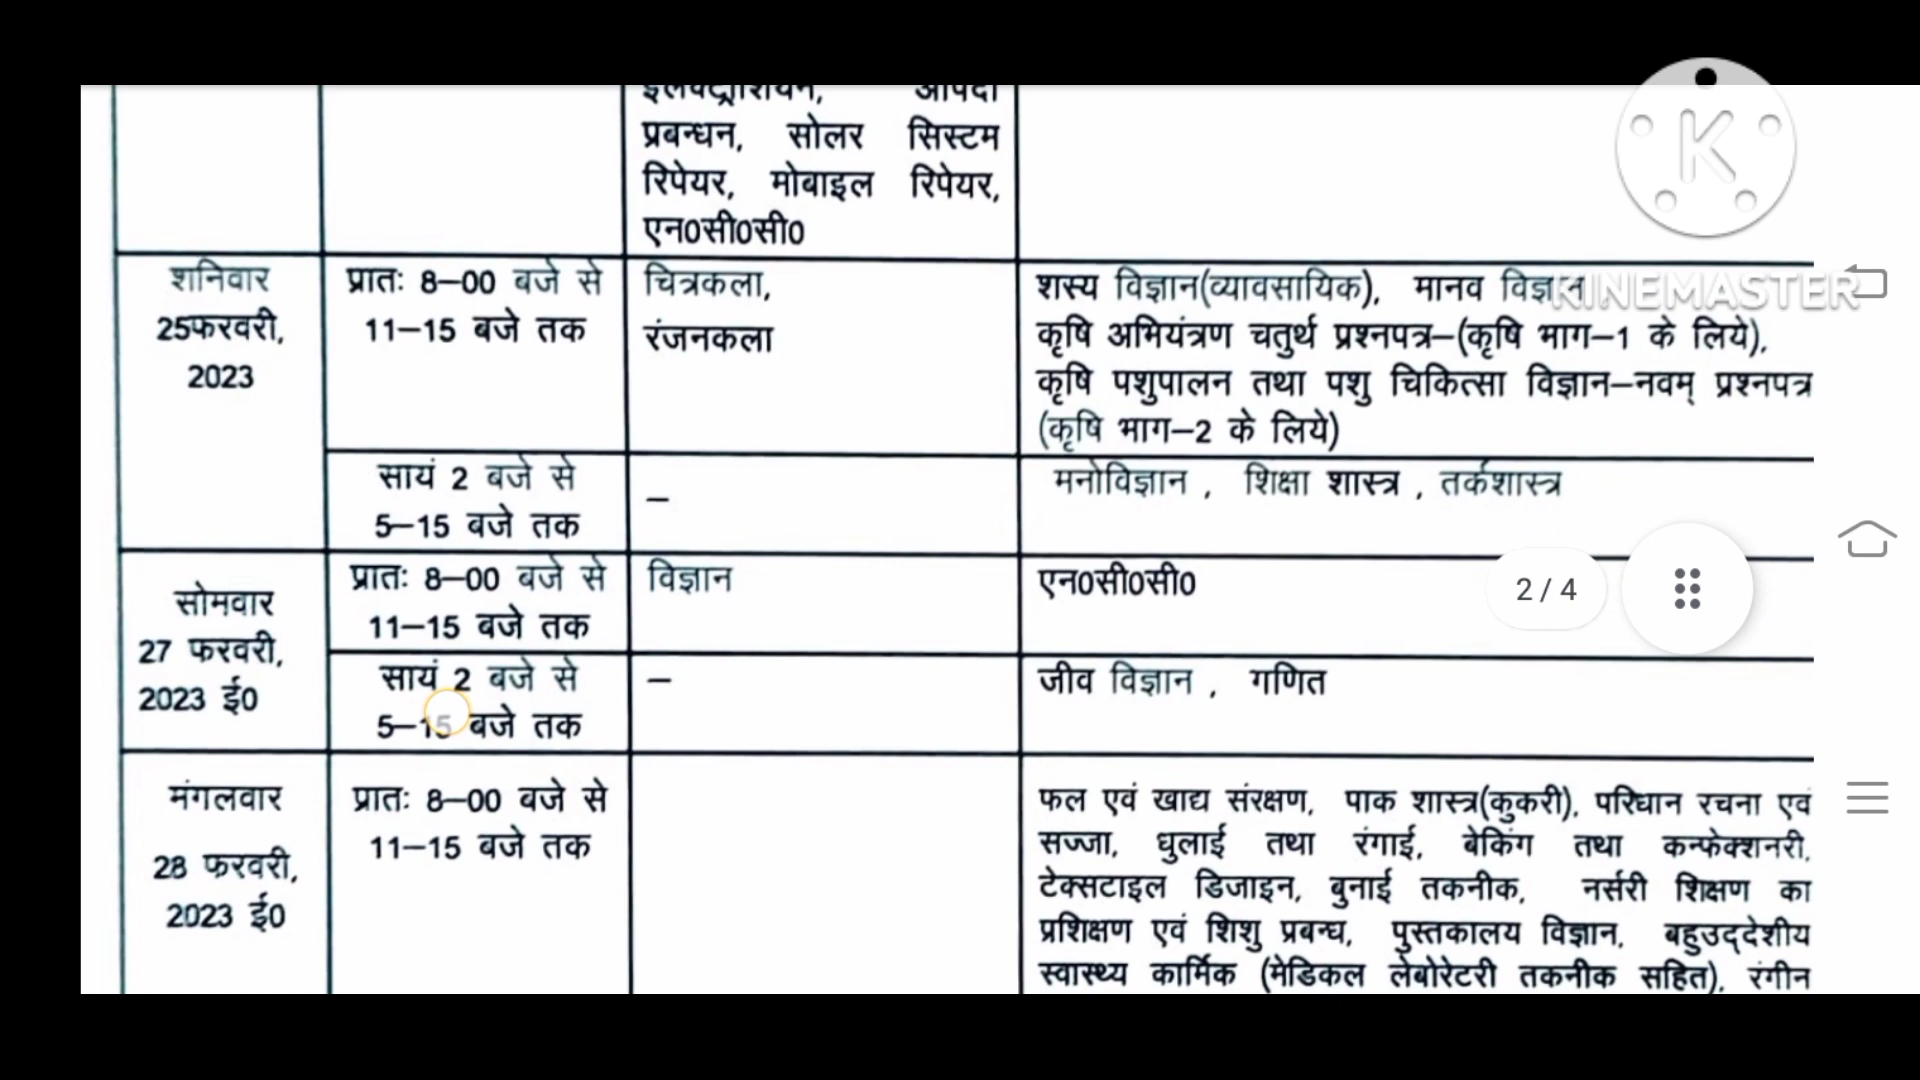 इलेक्ट्रीशियन, आपदा
प्रबन्धन, सोलर सिस्टम
रिपेयर, मोबाइल रिपेयर,
एन0सी0सी0
शनिवार
25फरवरी,
2023
प्रातः 8–00 बजे से
11–15 बजे तक
चित्रकला,
रंजनकला
शस्य विज्ञान(व्यावसायिक), मानव विज्ञान
कृषि अभियंत्रण चतुर्थ प्रश्नपत्र–(कृषि भाग–1 के लिये),
कृषि पशुपालन तथा पशु चिकित्सा विज्ञान–नवम् प्रश्नपत्र
(कृषि भाग–2 के लिये)
सायं 2 बजे से
5–15 बजे तक
–
मनोविज्ञान , शिक्षा शास्त्र , तर्कशास्त्र
सोमवार
27 फरवरी,
2023 ई0
प्रातः 8–00 बजे से
11–15 बजे तक
विज्ञान
एन0सी0सी0
सायं 2 बजे से
5–15 बजे तक
–
जीव विज्ञान , गणित
मंगलवार
28 फरवरी,
2023 ई0
प्रातः 8–00 बजे से
11–15 बजे तक
फल एवं खाद्य संरक्षण, पाक शास्त्र(कुकरी), परिधान रचना एवं
सज्जा, धुलाई तथा रंगाई, बेकिंग तथा कन्फेक्शनरी,
टेक्सटाइल डिजाइन, बुनाई तकनीक, नर्सरी शिक्षण का
प्रशिक्षण एवं शिशु प्रबन्ध, पुस्तकालय विज्ञान, बहुउद्देशीय
स्वास्थ्य कार्मिक (मेडिकल लेबोरेटरी तकनीक सहित), रंगीन
K
KINEMASTER
2 / 4